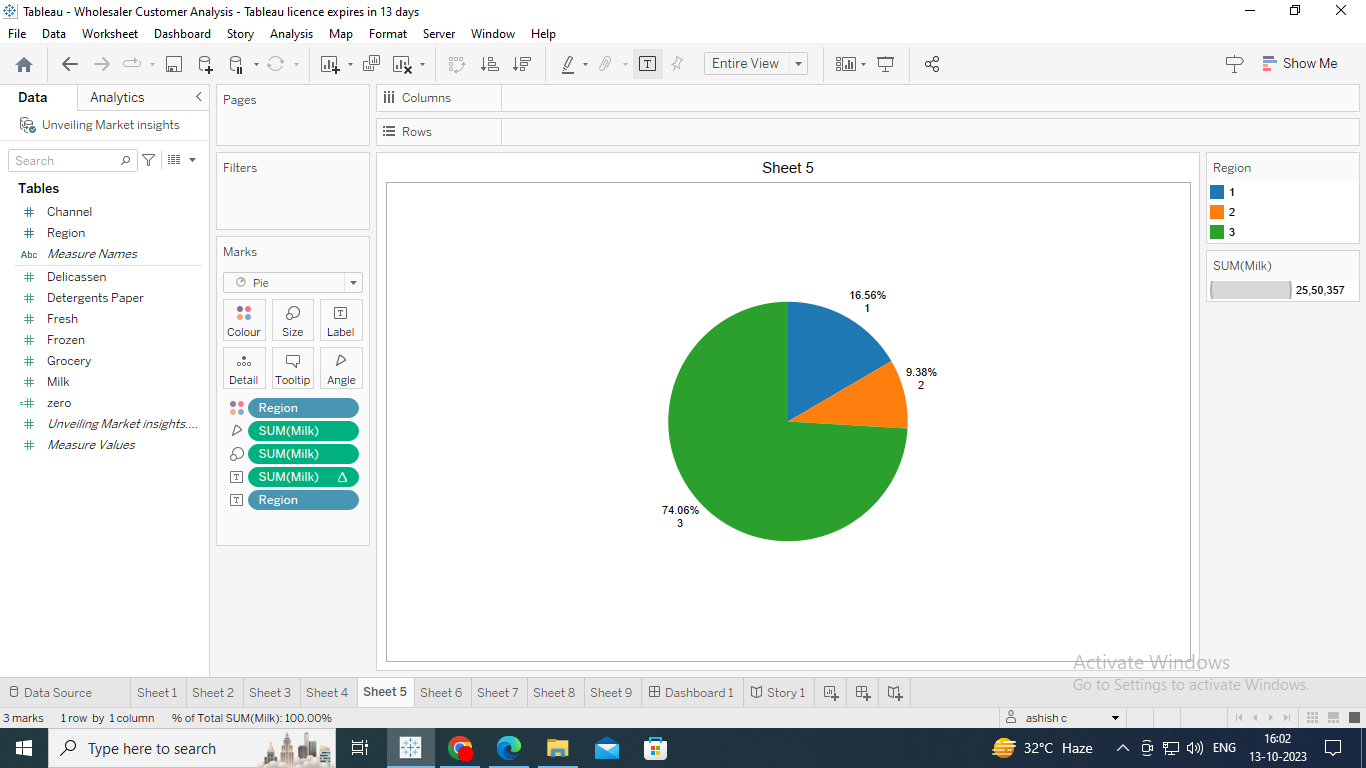 Tableau - Wholesaler Customer Analysis - Tableau licence expires in 13 days
File Data Worksheet Dashboard Story Analysis Map Format Server Window Help
Entire View
Show Me
Data Analytics
Unveiling Market insights
Search
Tables
Channel
Region
Abc Measure Names
Delicassen
Detergents Paper
Fresh
Frozen
Grocery
Milk
zero
Unveiling Market insights....
Measure Values
Pages
Filters
Marks
Pie
Colour Size Label
Detail Tooltip Angle
Region
SUM(Milk)
SUM(Milk)
SUM(Milk)
Region
Columns
Rows
Sheet 5
16.56%
1
9.38%
2
74.06%
3
Region
1
2
3
SUM(Milk)
25,50,357
Activate Windows
Go to Settings to activate Windows.
Data Source Sheet 1 Sheet 2 Sheet 3 Sheet 4 Sheet 5 Sheet 6 Sheet 7 Sheet 8 Sheet 9 Dashboard 1 Story 1
3 marks 1 row by 1 column % of Total SUM(Milk): 100.00%
ashish c
Type here to search
32°C Haze
ENG
16:02
13-10-2023